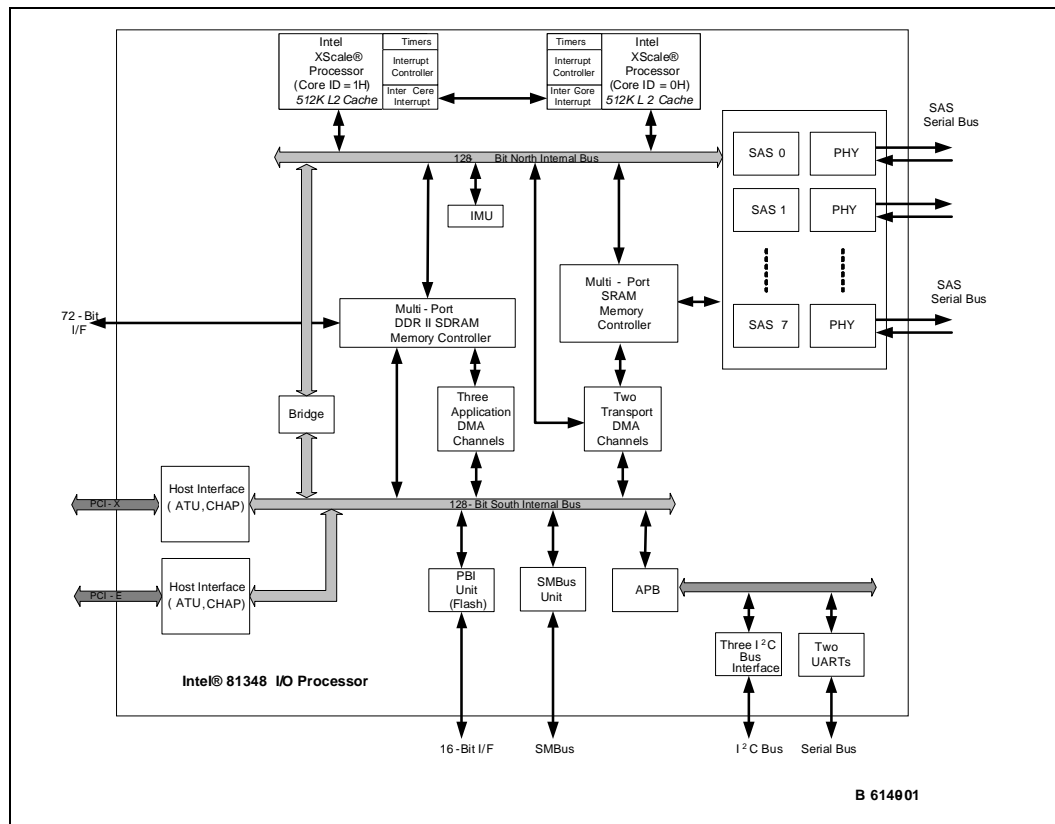 Intel
XScale®
Processor
(Core ID = 1H)
512K L2 Cache
Timers
Interrupt
Controller
Inter Cere
Interrupt
Timers
Interrupt
Controller
Inter Gore
Interrupt
Intel
XScale®
Processor
(Core ID = 0H)
512K L 2 Cache
SAS
Serial Bus
128- Bit North Internal Bus
SAS 0
PHY
SAS 1
PHY
IMU
Multi - Port
DDR II SDRAM
Memory Controller
Multi - Port
SRAM
Memory
Controller
SAS
Serial Bus
SAS 7
PHY
72 - Bit
I/F
Bridge
Three
Application
DMA
Channels
Two
Transport
DMA
Channels
PCI - X
Host Interface
( ATU, CHAP)
128- Bit South Internal Bus
PCI - E
Host Interface
( ATU, CHAP)
PBI
Unit
(Flash)
SMBus
Unit
APB
Three I²C
Bus
Interface
Two
UARTs
Intel® 81348 I/O Processor
16 -Bit I/F
SMBus
I²C Bus
Serial Bus